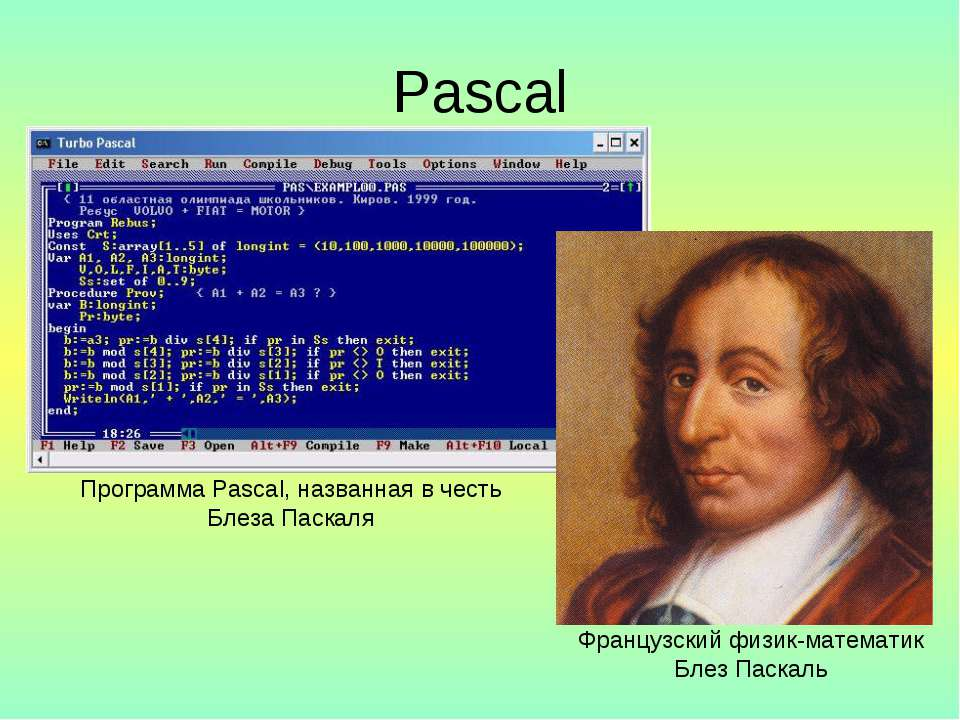 Pascal
Turbo Pascal
File Edit Search Run Compile Debug Tools Options Window Help
PAS\EXAMPL00.PAS 2=[↑]
{ 11 областная олимпиада школьников. Киров. 1999 год.
Ребус VOLVO + FIAT = MOTOR }
Program Rebus;
Uses Crt;
Const S:array[1..5] of longint = (10,100,1000,10000,100000);
Var A1, A2, A3:longint;
V,O,L,F,I,A,T:byte;
Ss:set of 0..9;
Procedure Prov; { A1 + A2 = A3 ? }
var B:longint;
Pr:byte;
begin
b:=a3; pr:=b div s[4]; if pr in Ss then exit;
b:=b mod s[4]; pr:=b div s[3]; if pr <> O then exit;
b:=b mod s[3]; pr:=b div s[2]; if pr <> T then exit;
b:=b mod s[2]; pr:=b div s[1]; if pr <> O then exit;
pr:=b mod s[1]; if pr in Ss then exit;
Writeln(A1,' + ',A2,' = ',A3);
end;
18:26
F1 Help F2 Save F3 Open Alt+F9 Compile F9 Make Alt+F10 Local
Программа Pascal, названная в честь
Блеза Паскаля
Французский физик-математик
Блез Паскаль